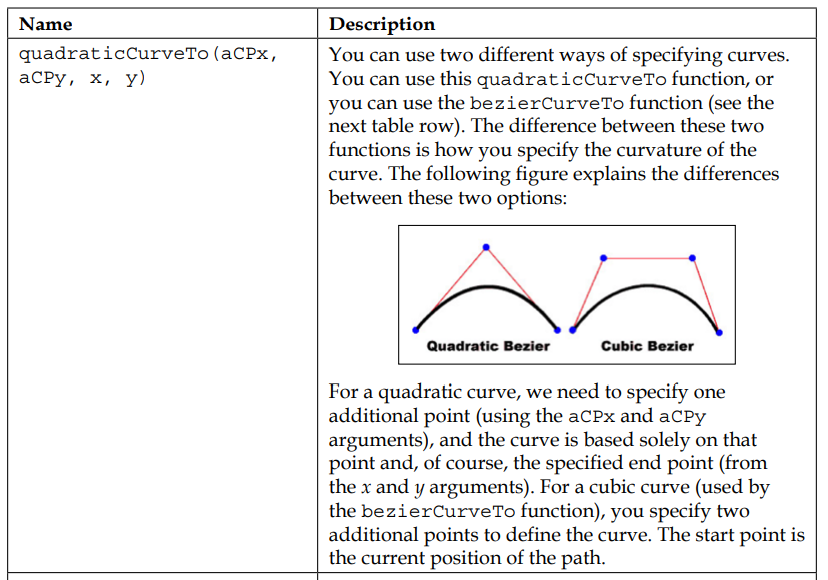 Name
Description
quadraticCurveTo(aCPx,
aCPy, x, y)
You can use two different ways of specifying curves.
You can use this quadraticCurveTo function, or
you can use the bezierCurveTo function (see the
next table row). The difference between these two
functions is how you specify the curvature of the
curve. The following figure explains the differences
between these two options:
Quadratic Bezier
Cubic Bezier
For a quadratic curve, we need to specify one
additional point (using the aCPx and aCPy
arguments), and the curve is based solely on that
point and, of course, the specified end point (from
the x and y arguments). For a cubic curve (used by
the bezierCurveTo function), you specify two
additional points to define the curve. The start point is
the current position of the path.